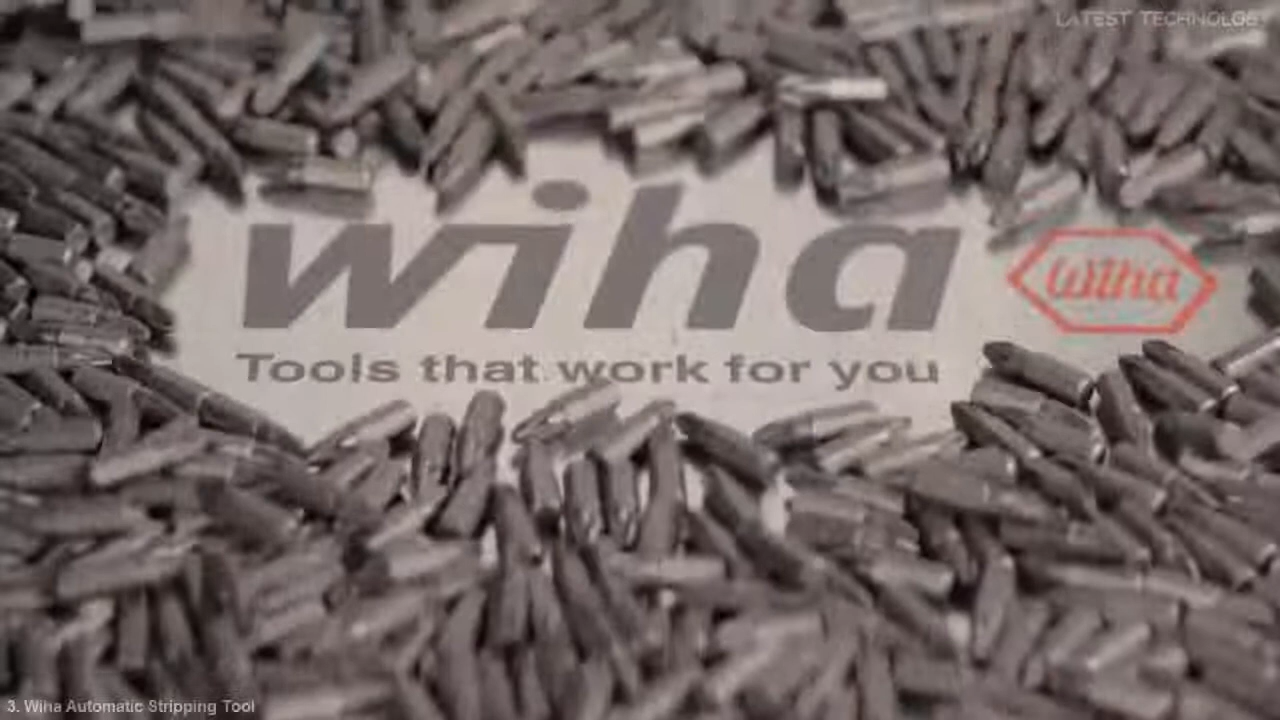 LATEST TECHNOLOGY
wiha
wiha
Tools that work for you
3. Wiha Automatic Stripping Tool